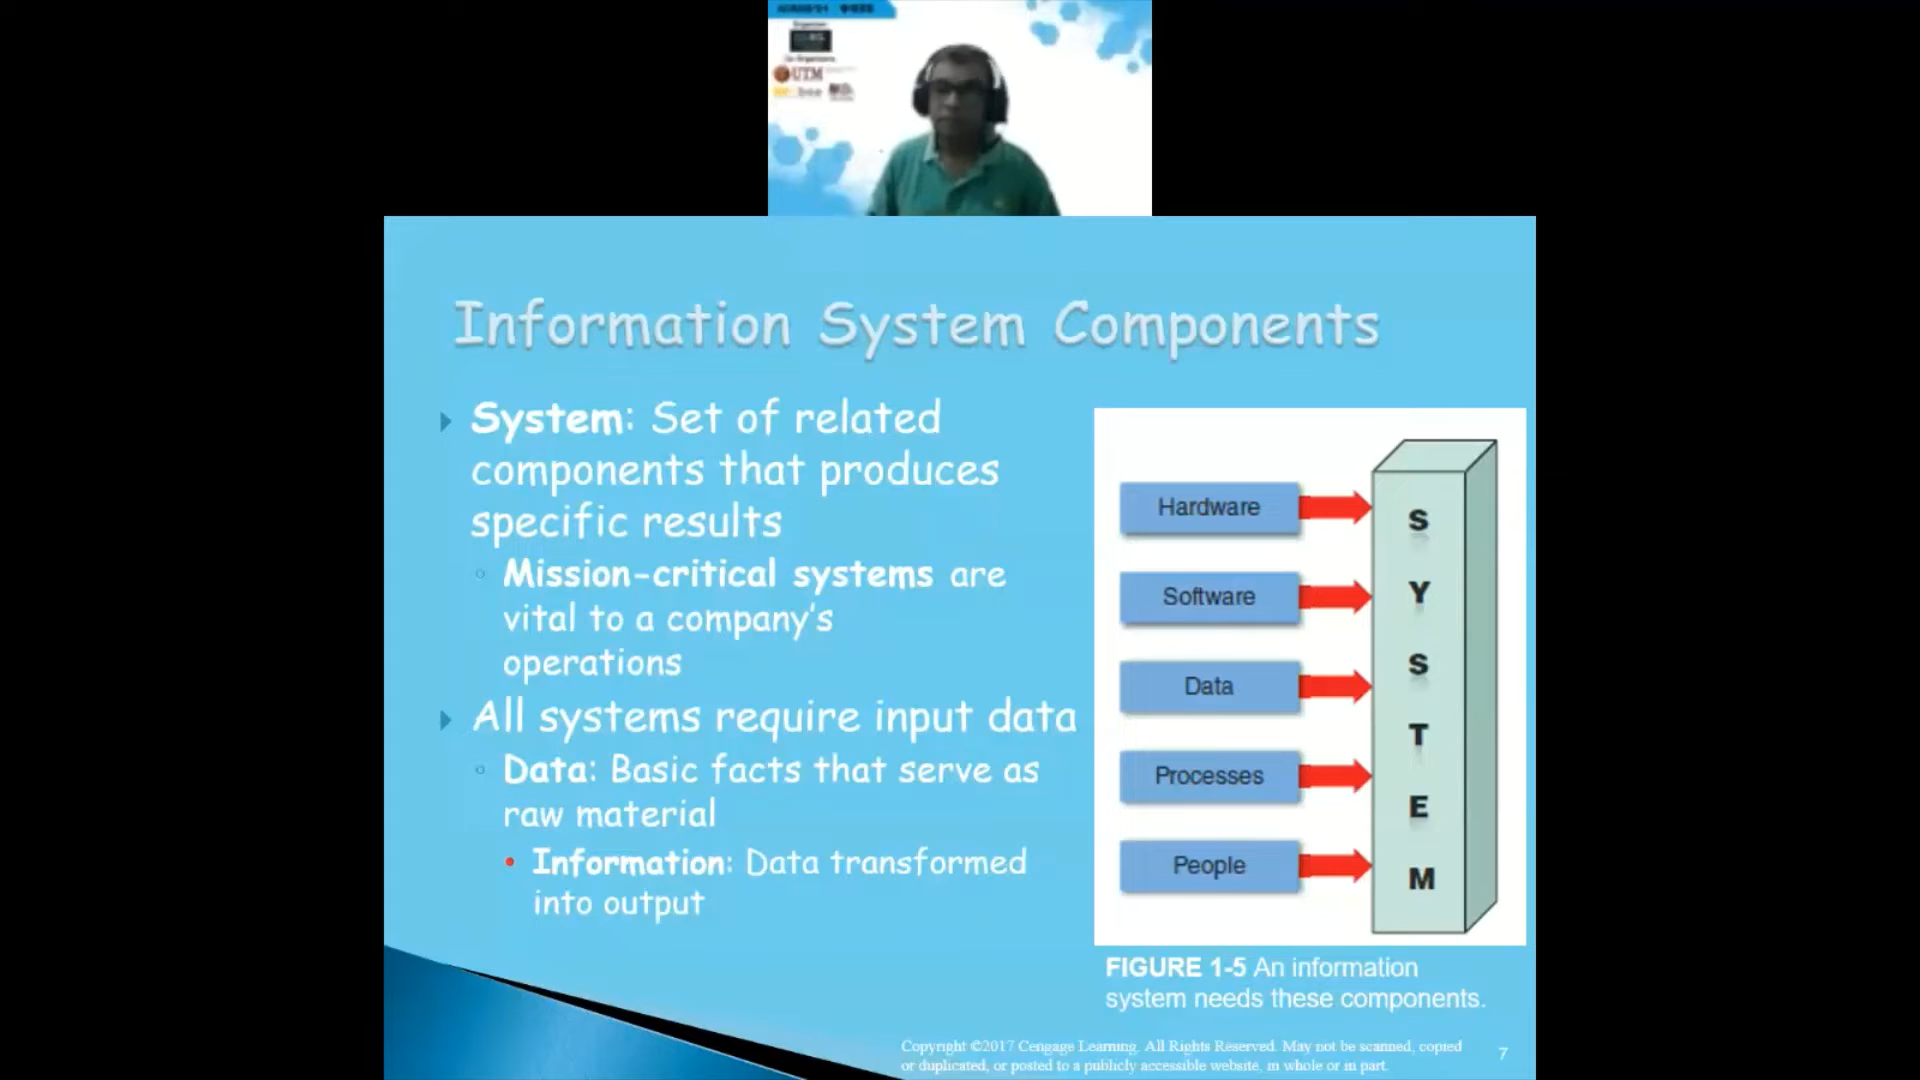 UTM
Information System Components
System: Set of related
components that produces
specific results
Mission-critical systems are
vital to a company's
operations
All systems require input data
Data: Basic facts that serve as
raw material
Information: Data transformed
into output
Hardware
Software
Data
Processes
People
S
Y
S
T
E
M
FIGURE 1-5 An information
system needs these components.
Copyright ©2017 Cengage Learning. All Rights Reserved. May not be scanned, copied
or duplicated, or posted to a publicly accessible website, in whole or in part.
7